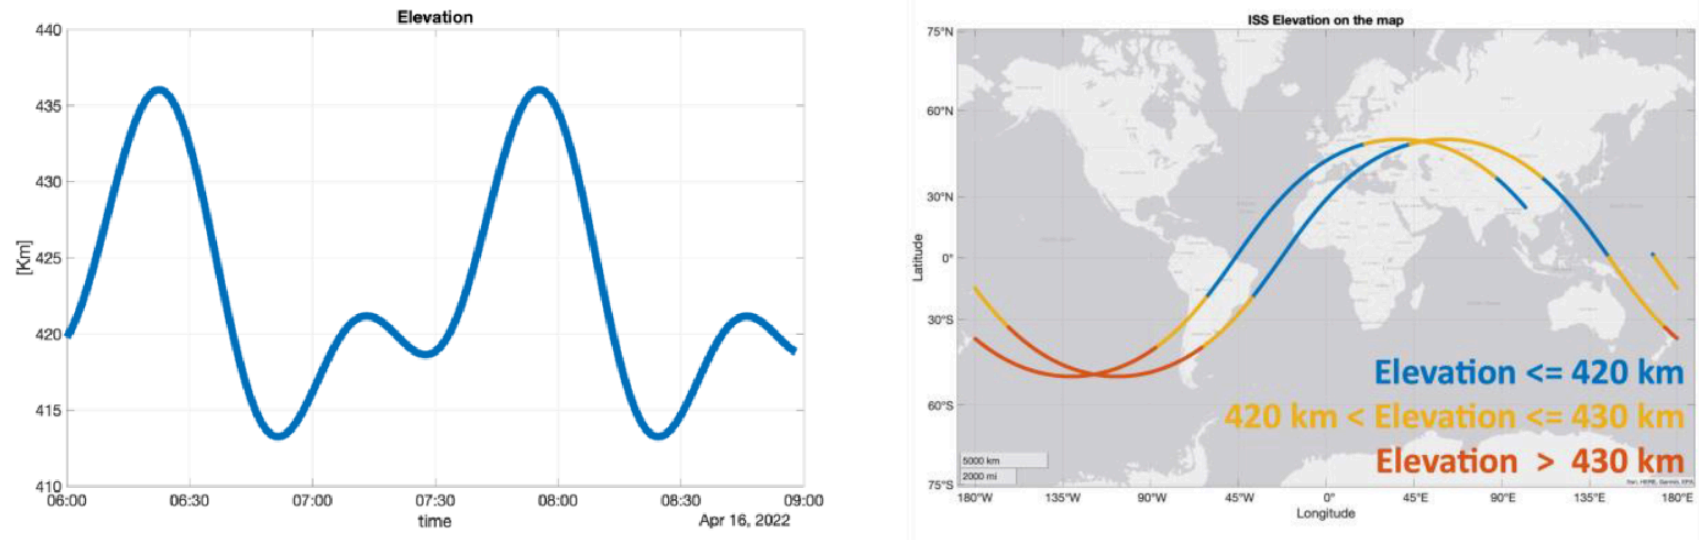 Elevation
440
435
430
425
420
415
410
[Km]
06:00 06:30 07:00 07:30 08:00 08:30 09:00
time
Apr 16, 2022
ISS Elevation on the map
75°N
60°N
30°N
0°
30°S
60°S
75°S
Latitude
Elevation <= 420 km
420 km < Elevation <= 430 km
Elevation > 430 km
5000 km
2000 mi
180°W 135°W 90°W 45°W 0° 45°E 90°E 135°E 180°E
Longitude